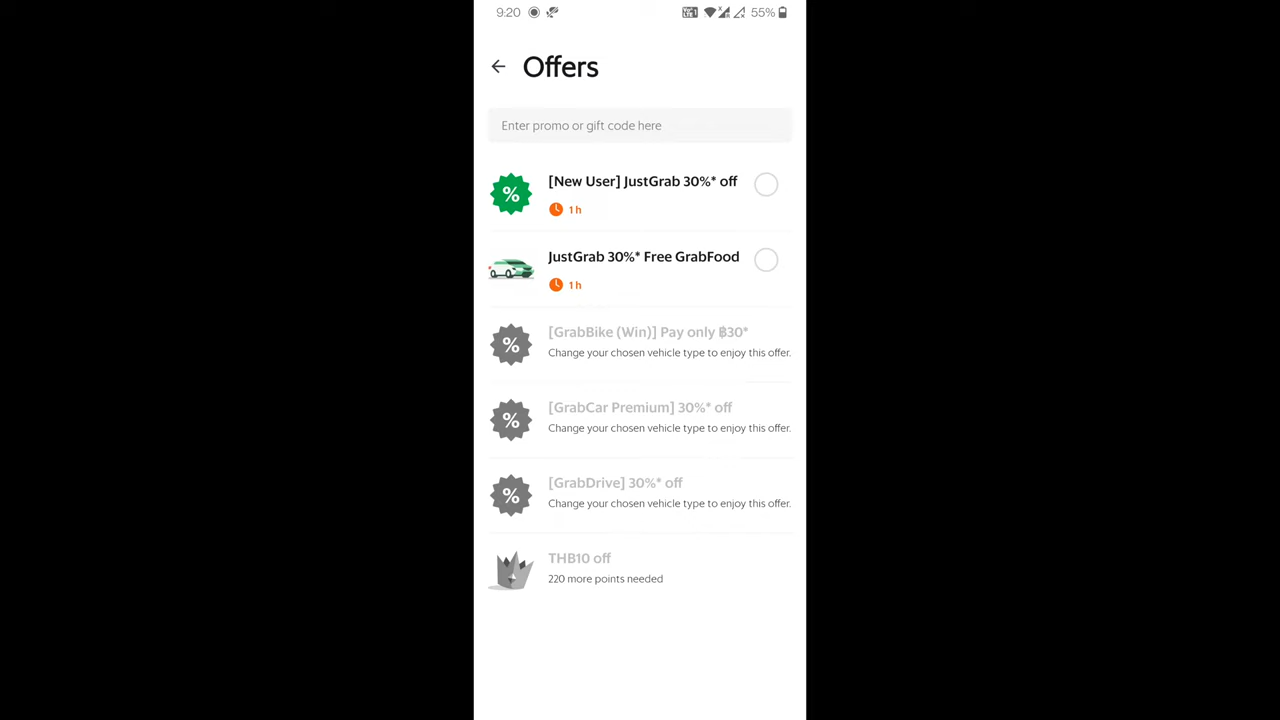 9:20 55%
Offers
Enter promo or gift code here
% [New User] JustGrab 30%* off
1 h
JustGrab 30%* Free GrabFood
1 h
% [GrabBike (Win)] Pay only ฿30*
Change your chosen vehicle type to enjoy this offer.
% [GrabCar Premium] 30%* off
Change your chosen vehicle type to enjoy this offer.
% [GrabDrive] 30%* off
Change your chosen vehicle type to enjoy this offer.
THB10 off
220 more points needed